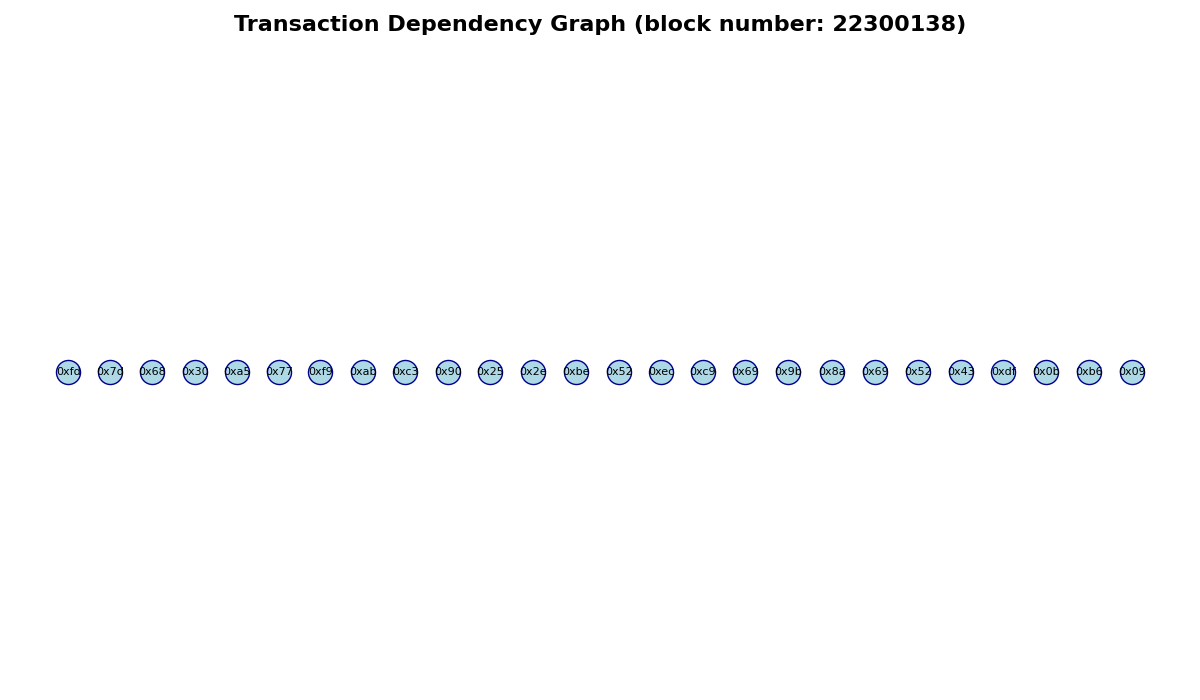 Transaction Dependency Graph (block number: 22300138)
0xfd 0x7d 0x68 0x30 0xa5 0x77 0xf9 0xab 0xc3 0x90 0x25 0x2e 0xbe 0x52 0xec 0xc9 0x69 0x9b 0x8a 0x69 0x52 0x43 0xdf 0x0b 0xb6 0x09